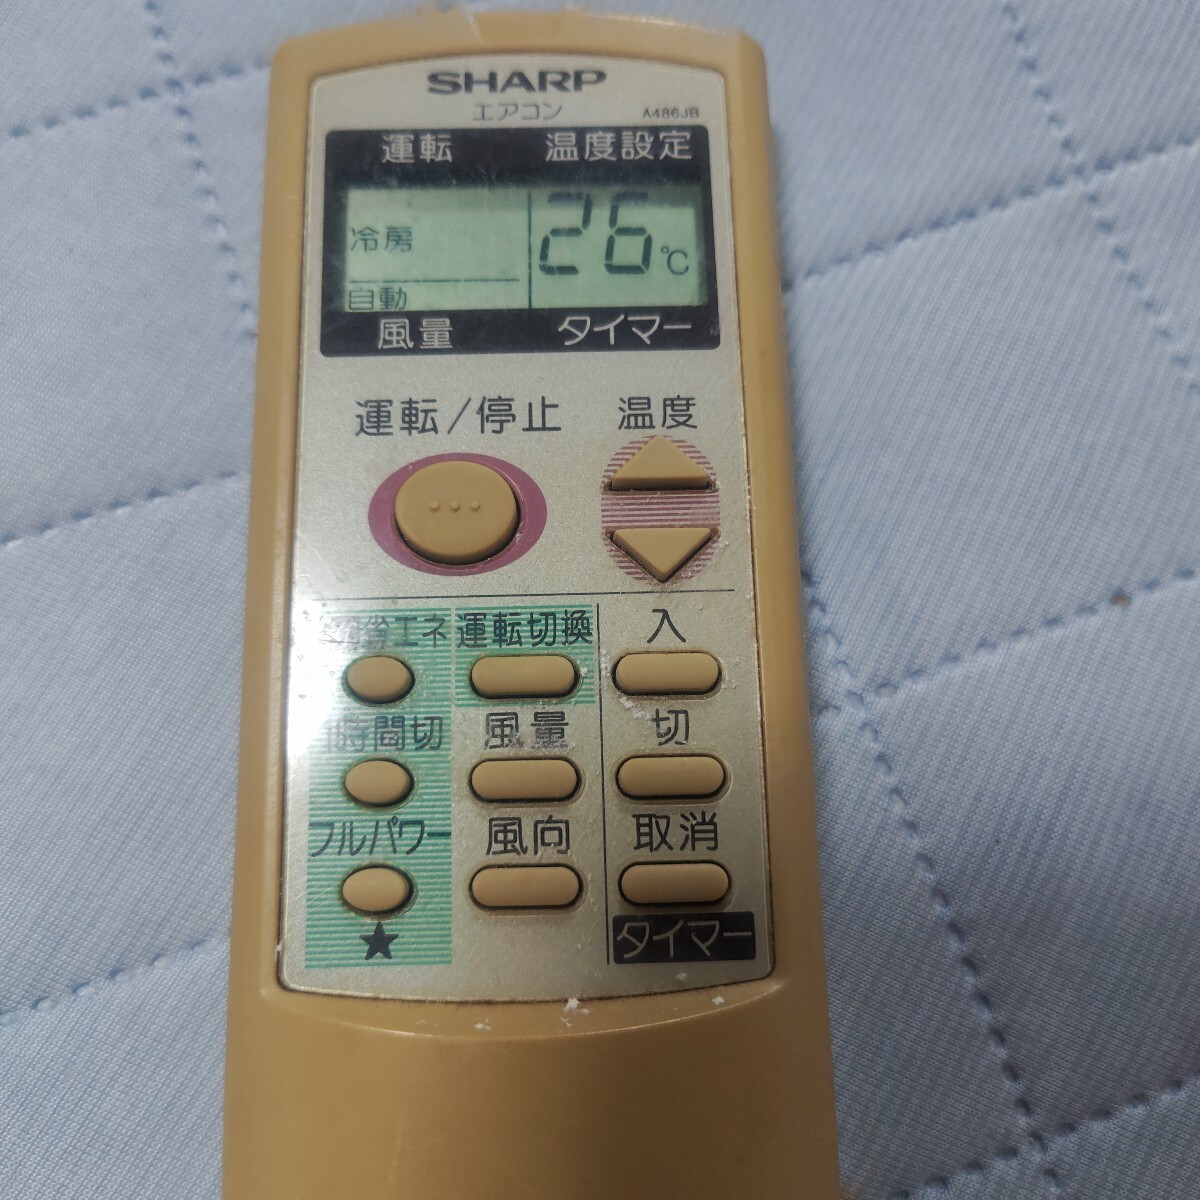 SHARP
エアコン
A486JB
運転 温度設定
冷房
26℃
自動
風量 タイマー
運転/停止 温度
省エネ 運転切換 入
1時間切 風量 切
フルパワー 風向 取消
★
タイマー